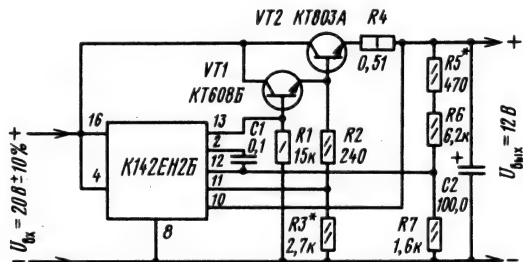 VT2 КТ803А R4
0,51
VT1
КТ608Б
R5*
470
R6
6,2к
16
13
2
12
11
10
4
8
К142ЕН2Б
C1
0,1
R1
15к
R2
240
R3*
2,7к
R7
1,6к
+
C2
100,0
+
Uвх = 20В ± 10%
−
+
Uвых = 12В
−